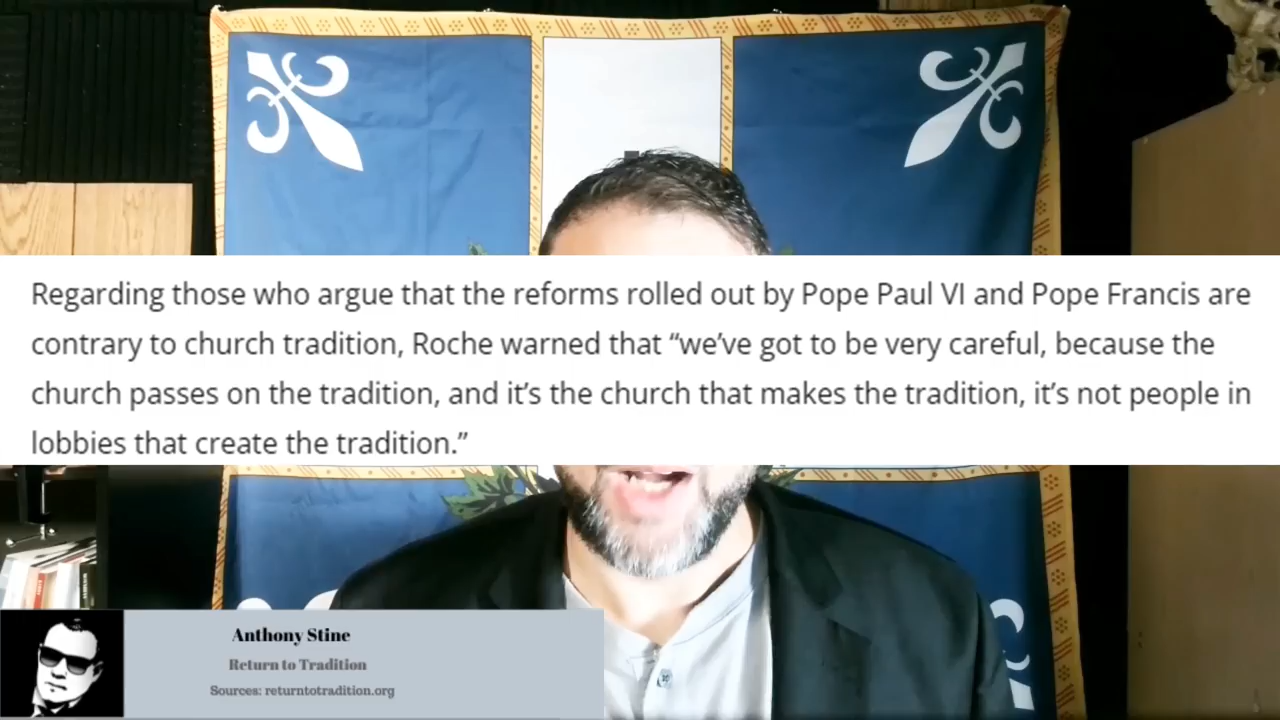 Regarding those who argue that the reforms rolled out by Pope Paul VI and Pope Francis are
contrary to church tradition, Roche warned that “we’ve got to be very careful, because the
church passes on the tradition, and it’s the church that makes the tradition, it’s not people in
lobbies that create the tradition.”
Anthony Stine
Return to Tradition
Sources: returntotradition.org